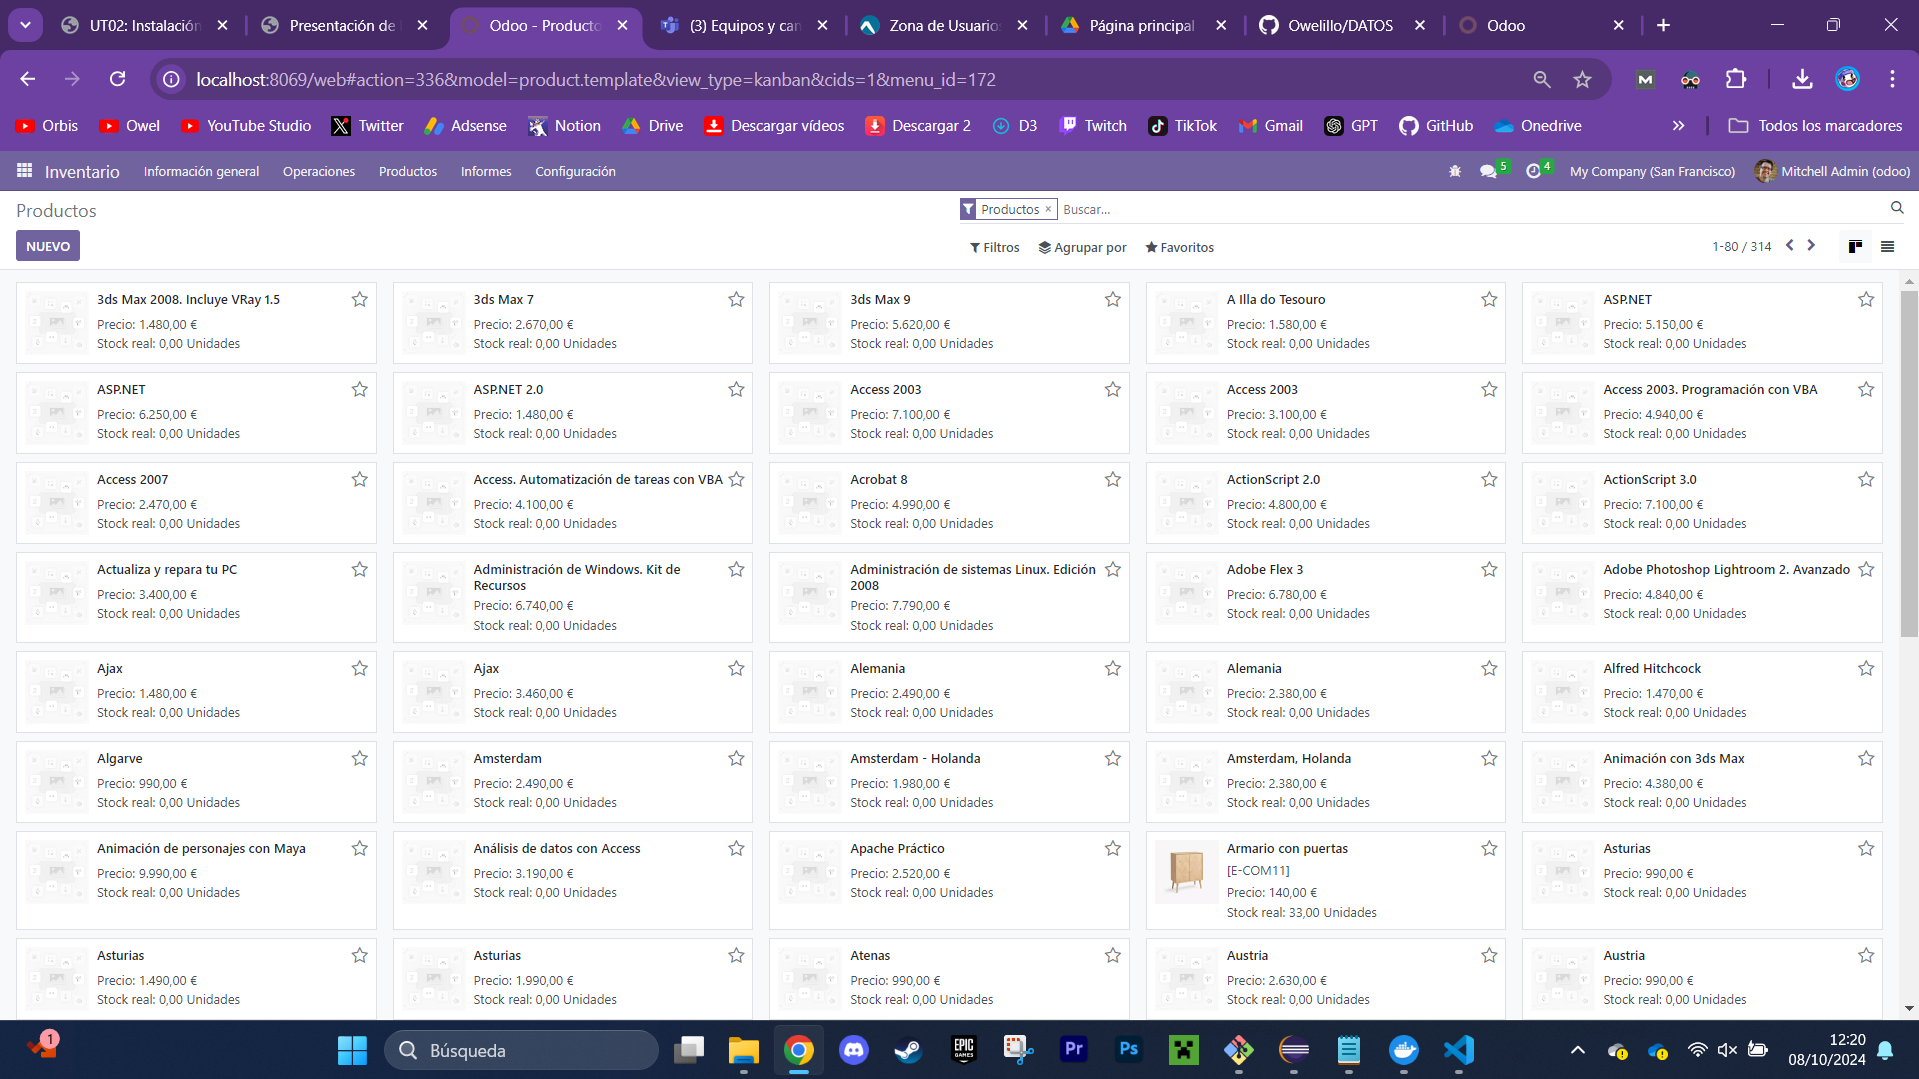 UT02: Instalación
Presentación de
Odoo - Producto
(3) Equipos y can
Zona de Usuario
Página principal
Owelillo/DATOS
Odoo
localhost:8069/web#action=336&model=product.template&view_type=kanban&cids=1&menu_id=172
Orbis
Owel
YouTube Studio
Twitter
Adsense
Notion
Drive
Descargar vídeos
Descargar 2
D3
Twitch
TikTok
Gmail
GPT
GitHub
Onedrive
Todos los marcadores
Inventario
Información general
Operaciones
Productos
Informes
Configuración
5
4
My Company (San Francisco)
Mitchell Admin (odoo)
Productos
Productos ×
Buscar...
NUEVO
Filtros
Agrupar por
Favoritos
1-80 / 314
3ds Max 2008. Incluye VRay 1.5
Precio: 1.480,00 €
Stock real: 0,00 Unidades
3ds Max 7
Precio: 2.670,00 €
Stock real: 0,00 Unidades
3ds Max 9
Precio: 5.620,00 €
Stock real: 0,00 Unidades
A Illa do Tesouro
Precio: 1.580,00 €
Stock real: 0,00 Unidades
ASP.NET
Precio: 5.150,00 €
Stock real: 0,00 Unidades
ASP.NET
Precio: 6.250,00 €
Stock real: 0,00 Unidades
ASP.NET 2.0
Precio: 1.480,00 €
Stock real: 0,00 Unidades
Access 2003
Precio: 7.100,00 €
Stock real: 0,00 Unidades
Access 2003
Precio: 3.100,00 €
Stock real: 0,00 Unidades
Access 2003. Programación con VBA
Precio: 4.940,00 €
Stock real: 0,00 Unidades
Access 2007
Precio: 2.470,00 €
Stock real: 0,00 Unidades
Access. Automatización de tareas con VBA
Precio: 4.100,00 €
Stock real: 0,00 Unidades
Acrobat 8
Precio: 4.990,00 €
Stock real: 0,00 Unidades
ActionScript 2.0
Precio: 4.800,00 €
Stock real: 0,00 Unidades
ActionScript 3.0
Precio: 7.100,00 €
Stock real: 0,00 Unidades
Actualiza y repara tu PC
Precio: 3.400,00 €
Stock real: 0,00 Unidades
Administración de Windows. Kit de
Recursos
Precio: 6.740,00 €
Stock real: 0,00 Unidades
Administración de sistemas Linux. Edición
2008
Precio: 7.790,00 €
Stock real: 0,00 Unidades
Adobe Flex 3
Precio: 6.780,00 €
Stock real: 0,00 Unidades
Adobe Photoshop Lightroom 2. Avanzado
Precio: 4.840,00 €
Stock real: 0,00 Unidades
Ajax
Precio: 1.480,00 €
Stock real: 0,00 Unidades
Ajax
Precio: 3.460,00 €
Stock real: 0,00 Unidades
Alemania
Precio: 2.490,00 €
Stock real: 0,00 Unidades
Alemania
Precio: 2.380,00 €
Stock real: 0,00 Unidades
Alfred Hitchcock
Precio: 1.470,00 €
Stock real: 0,00 Unidades
Algarve
Precio: 990,00 €
Stock real: 0,00 Unidades
Amsterdam
Precio: 2.490,00 €
Stock real: 0,00 Unidades
Amsterdam - Holanda
Precio: 1.980,00 €
Stock real: 0,00 Unidades
Amsterdam, Holanda
Precio: 2.380,00 €
Stock real: 0,00 Unidades
Animación con 3ds Max
Precio: 4.380,00 €
Stock real: 0,00 Unidades
Animación de personajes con Maya
Precio: 9.990,00 €
Stock real: 0,00 Unidades
Análisis de datos con Access
Precio: 3.190,00 €
Stock real: 0,00 Unidades
Apache Práctico
Precio: 2.520,00 €
Stock real: 0,00 Unidades
Armario con puertas
[E-COM11]
Precio: 140,00 €
Stock real: 33,00 Unidades
Asturias
Precio: 990,00 €
Stock real: 0,00 Unidades
Asturias
Precio: 1.490,00 €
Stock real: 0,00 Unidades
Asturias
Precio: 1.990,00 €
Stock real: 0,00 Unidades
Atenas
Precio: 990,00 €
Stock real: 0,00 Unidades
Austria
Precio: 2.630,00 €
Stock real: 0,00 Unidades
Austria
Precio: 990,00 €
Stock real: 0,00 Unidades
1
Búsqueda
EPIC
GAMES
Pr
Ps
12:20
08/10/2024